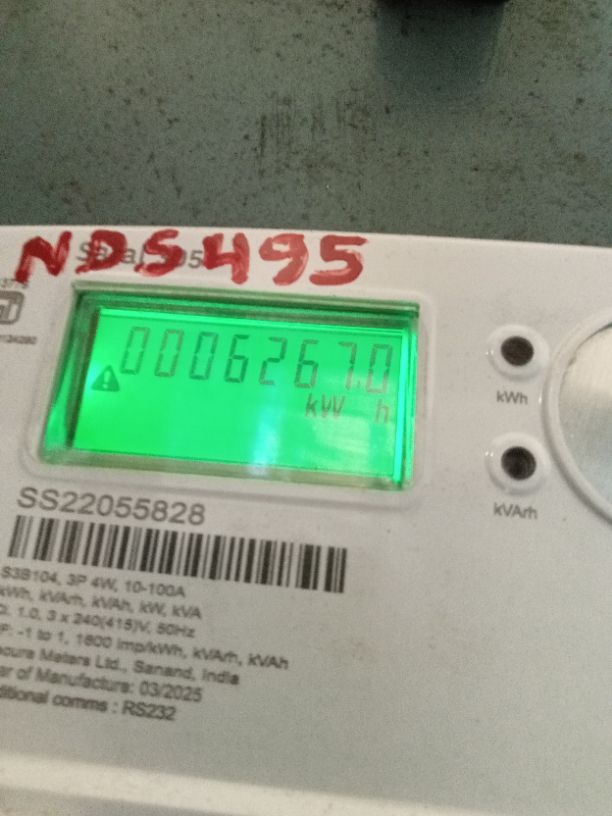 NDS495
0006267.0
kW h
kWh
kVArh
SS22055828
S3B104, 3P 4W, 10-100A
kWh, kVArh, kVAh, kW, kVA
1.0, 3 x 240(415)V, 50Hz
-1 to 1, 1600 imp/kWh, kVArh, kVAh
Meters Ltd., Sanand, India
of Manufacture: 03/2025
comms : RS232